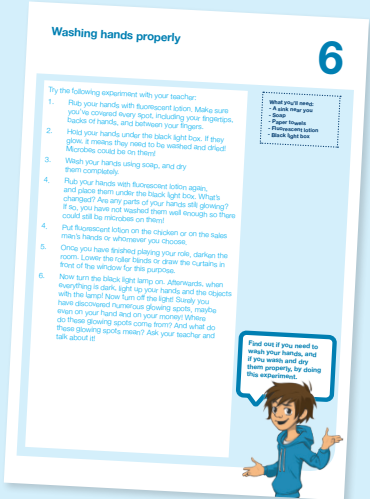 Washing hands properly
6
Try the following experiment with your teacher:
1. Rub your hands with fluorescent lotion. Make sure
you've covered every spot, including your fingertips,
backs of hands, and between your fingers.
2. Hold your hands under the black light box. If they
glow, it means they need to be washed and dried!
Microbes could be on them!
3. Wash your hands using soap, and dry
them completely.
4. Rub your hands with fluorescent lotion again,
and place them under the black light box. What's
changed? Are any parts of your hands still glowing?
If so, you have not washed them well enough so there
could still be microbes on them!
4. Put fluorescent lotion on the chicken or on the sales
man's hands or whomever you choose.
5. Once you have finished playing your role, darken the
room. Lower the roller blinds or draw the curtains in
front of the window for this purpose.
6. Now turn the black light lamp on. Afterwards, when
everything is dark, light up your hands and the objects
with the lamp! Now turn off the light! Surely you
have discovered numerous glowing spots, maybe
even on your hand and on your money! Where
do these glowing spots come from? And what do
these glowing spots mean? Ask your teacher and
talk about it!
What you'll need:
- A sink near you
- Soap
- Paper towels
- Fluorescent lotion
- Black light box
Find out if you need to
wash your hands, and
if you wash and dry
them properly, by doing
this experiment.